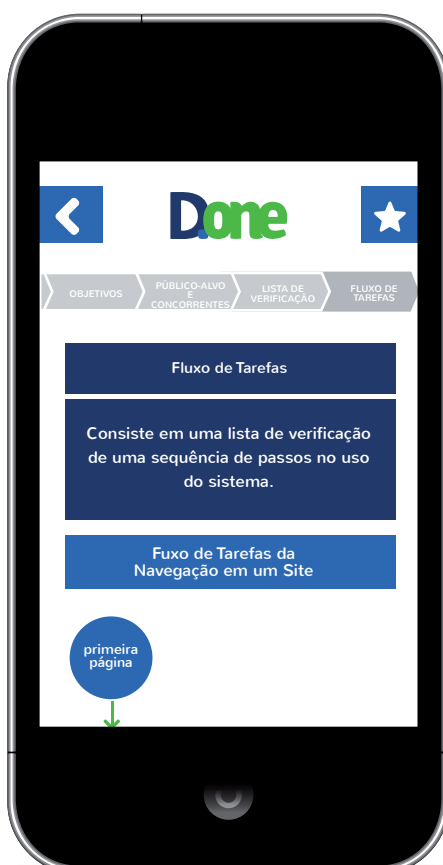 D.one
OBJETIVOS
PÚBLICO-ALVO
E
CONCORRENTES
LISTA DE
VERIFICAÇÃO
FLUXO DE
TAREFAS
Fluxo de Tarefas
Consiste em uma lista de verificação
de uma sequência de passos no uso
do sistema.
Fuxo de Tarefas da
Navegação em um Site
primeira
página